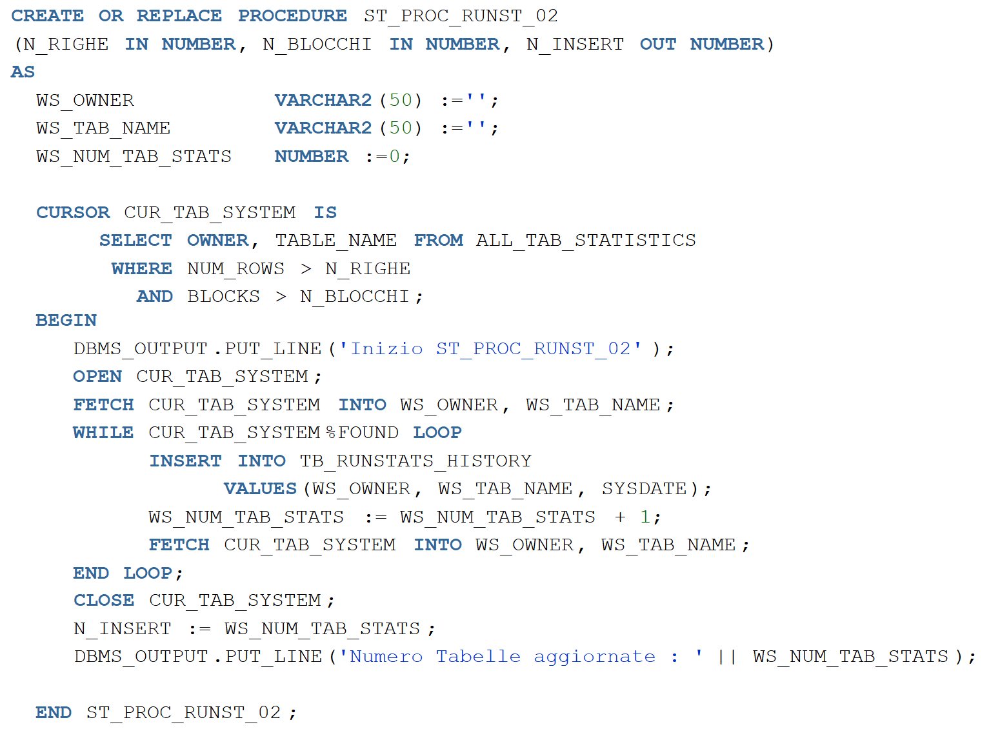 CREATE OR REPLACE PROCEDURE ST_PROC_RUNST_02
(N_RIGHE IN NUMBER, N_BLOCCHI IN NUMBER, N_INSERT OUT NUMBER)
AS
WS_OWNER VARCHAR2(50) :='';
WS_TAB_NAME VARCHAR2(50) :='';
WS_NUM_TAB_STATS NUMBER :=0;
CURSOR CUR_TAB_SYSTEM IS
SELECT OWNER, TABLE_NAME FROM ALL_TAB_STATISTICS
WHERE NUM_ROWS > N_RIGHE
AND BLOCKS > N_BLOCCHI;
BEGIN
DBMS_OUTPUT.PUT_LINE('Inizio ST_PROC_RUNST_02' );
OPEN CUR_TAB_SYSTEM;
FETCH CUR_TAB_SYSTEM INTO WS_OWNER, WS_TAB_NAME;
WHILE CUR_TAB_SYSTEM%FOUND LOOP
INSERT INTO TB_RUNSTATS_HISTORY
VALUES(WS_OWNER, WS_TAB_NAME, SYSDATE);
WS_NUM_TAB_STATS := WS_NUM_TAB_STATS + 1;
FETCH CUR_TAB_SYSTEM INTO WS_OWNER, WS_TAB_NAME;
END LOOP;
CLOSE CUR_TAB_SYSTEM;
N_INSERT := WS_NUM_TAB_STATS;
DBMS_OUTPUT.PUT_LINE('Numero Tabelle aggiornate : ' || WS_NUM_TAB_STATS);
END ST_PROC_RUNST_02;